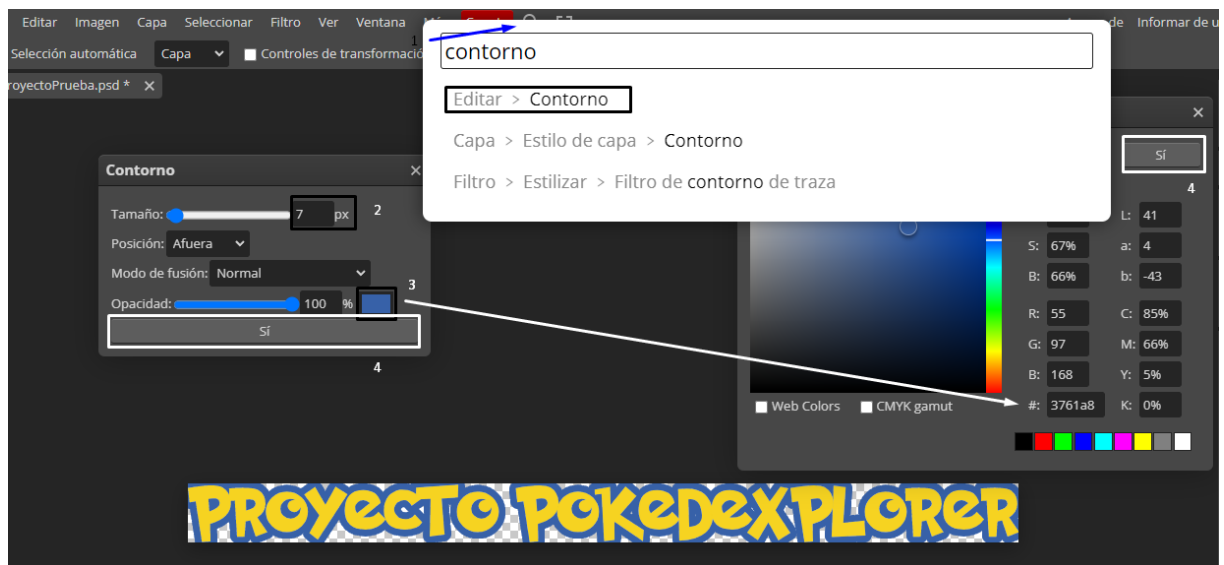 Editar Imagen Capa Seleccionar Filtro Ver Ventana
de Informar de u
Selección automática Capa Controles de transformació
1
contorno
royectoPrueba.psd *
Editar > Contorno
Capa > Estilo de capa > Contorno
Filtro > Estilizar > Filtro de contorno de traza
Contorno
Tamaño: 7 px 2
Posición: Afuera
Modo de fusión: Normal
Opacidad: 100 % 3
Sí
4
Sí
4
L: 41
S: 67% a: 4
B: 66% b: -43
R: 55 C: 85%
G: 97 M: 66%
B: 168 Y: 5%
#: 3761a8 K: 0%
Web Colors CMYK gamut
PROYECTO POKEDEXPLORER